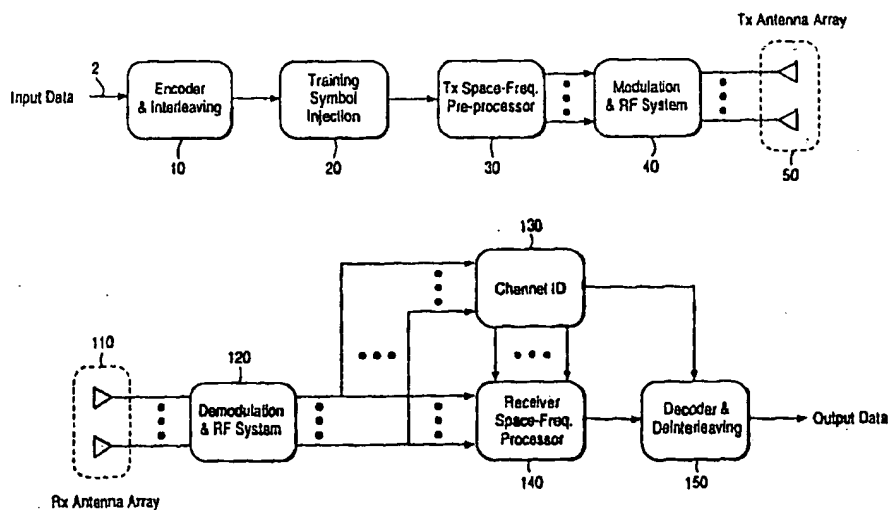 Tx Antenna Array
Input Data
2
Encoder
& Interleaving
10
Training
Symbol
Injection
20
Tx Space-Freq.
Pre-processor
30
Modulation
& RF System
40
50
130
Channel ID
110
120
Demodulation
& RF System
Receiver
Space-Freq.
Processor
140
Decoder &
Deinterleaving
150
Output Data
Rx Antenna Array